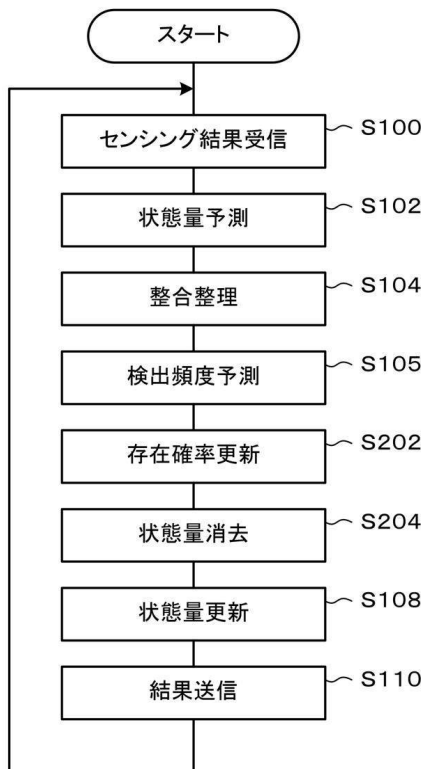 スタート
センシング結果受信 S100
状態量予測 S102
整合整理 S104
検出頻度予測 S105
存在確率更新 S202
状態量消去 S204
状態量更新 S108
結果送信 S110